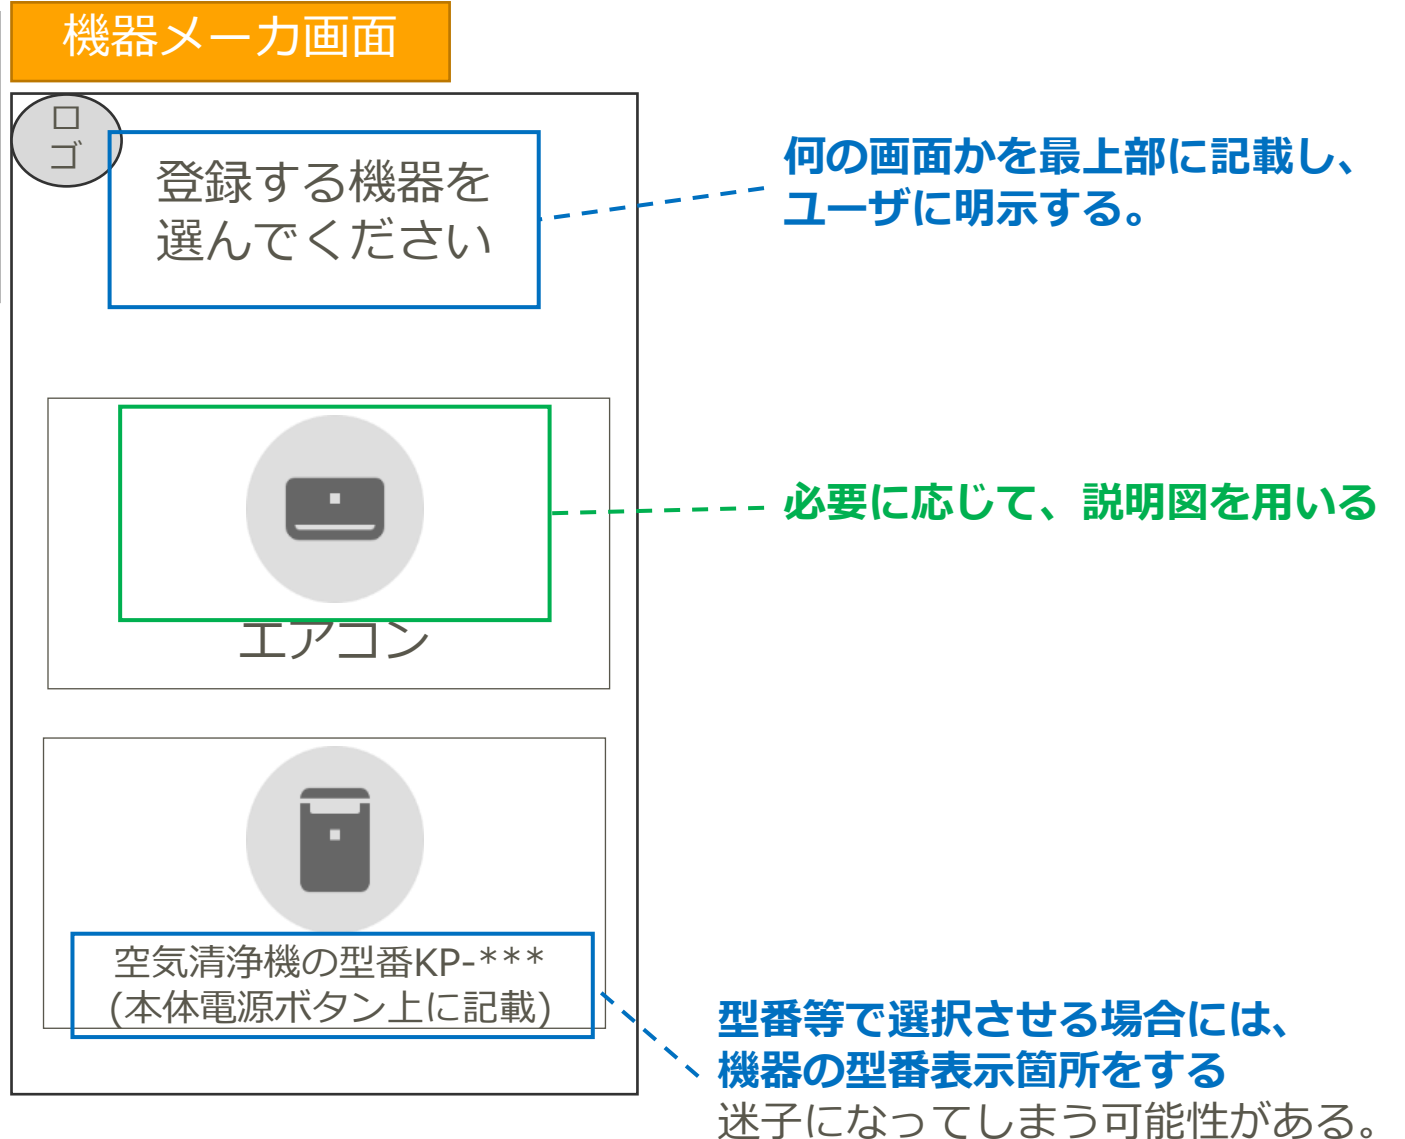 機器メーカ画面
ロ
ゴ
登録する機器を
選んでください
何の画面かを最上部に記載し、
ユーザに明示する。
必要に応じて、説明図を用いる
エアコン
空気清浄機の型番KP-***
(本体電源ボタン上に記載)
型番等で選択させる場合には、
機器の型番表示箇所をする
迷子になってしまう可能性がある。